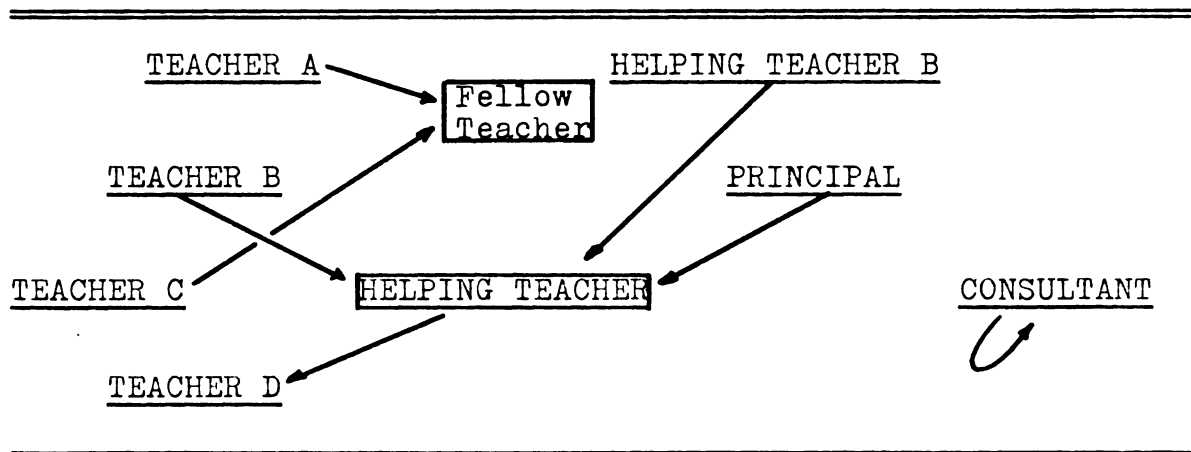 TEACHER A
HELPING TEACHER B
Fellow
Teacher
TEACHER B
PRINCIPAL
TEACHER C
HELPING TEACHER
CONSULTANT
TEACHER D